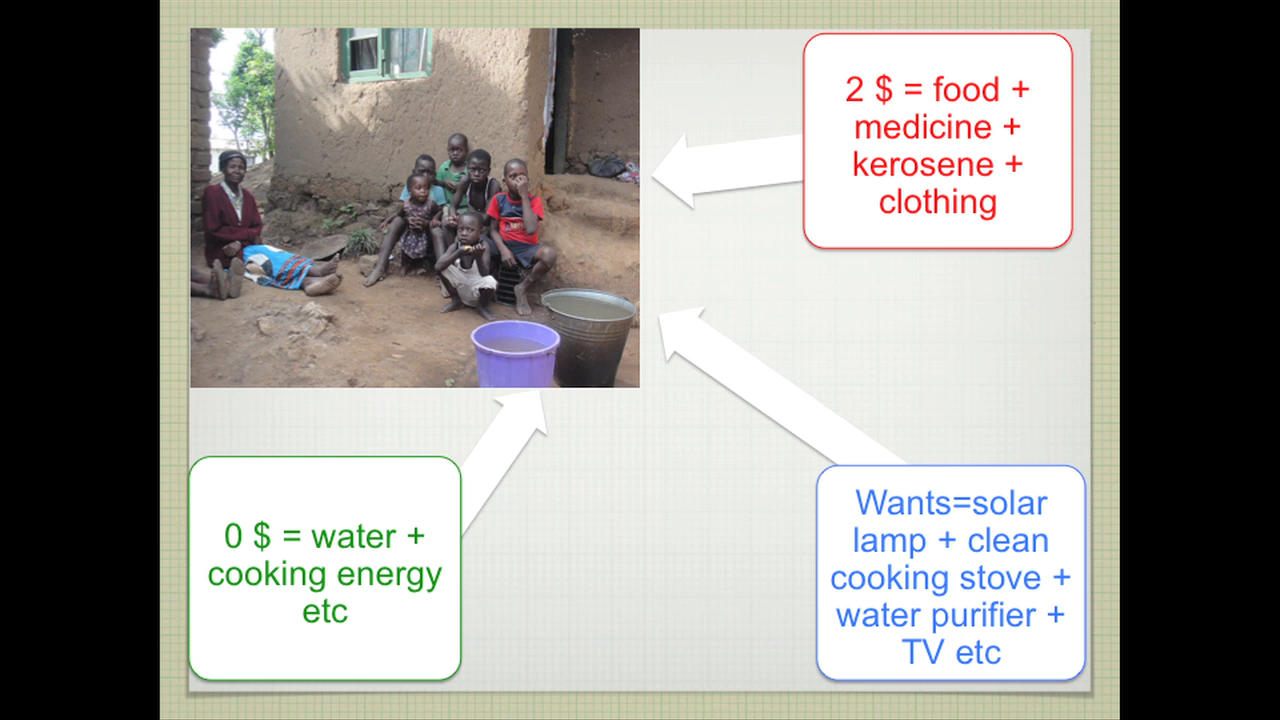 2 $ = food +
medicine +
kerosene +
clothing
0 $ = water +
cooking energy
etc
Wants=solar
lamp + clean
cooking stove +
water purifier +
TV etc